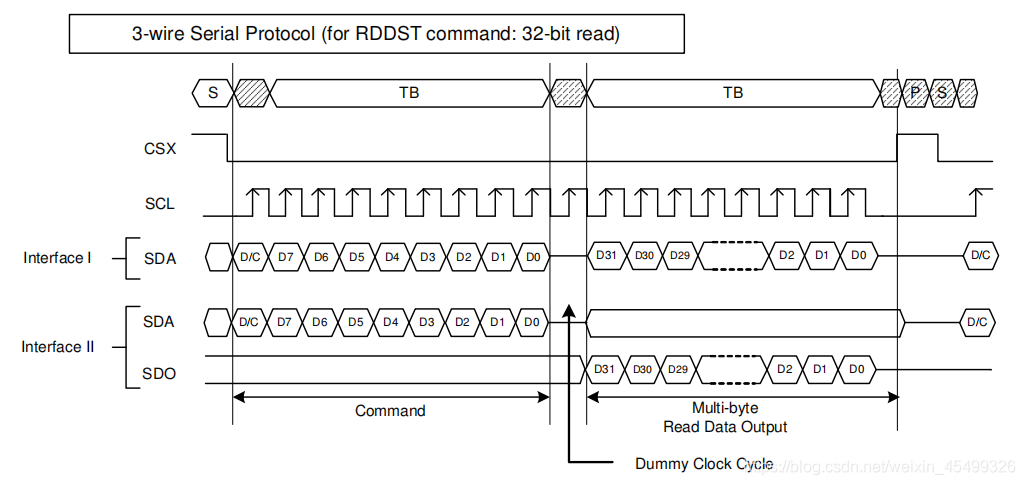 3-wire Serial Protocol (for RDDST command: 32-bit read)
S TB TB P S
CSX
SCL
Interface I SDA D/C D7 D6 D5 D4 D3 D2 D1 D0 D31 D30 D29 D2 D1 D0 D/C
SDA D/C D7 D6 D5 D4 D3 D2 D1 D0 D/C
Interface II
SDO D31 D30 D29 D2 D1 D0
Command
Multi-byte
Read Data Output
Dummy Clock Cycle
https://blog.csdn.net/weixin_45499326